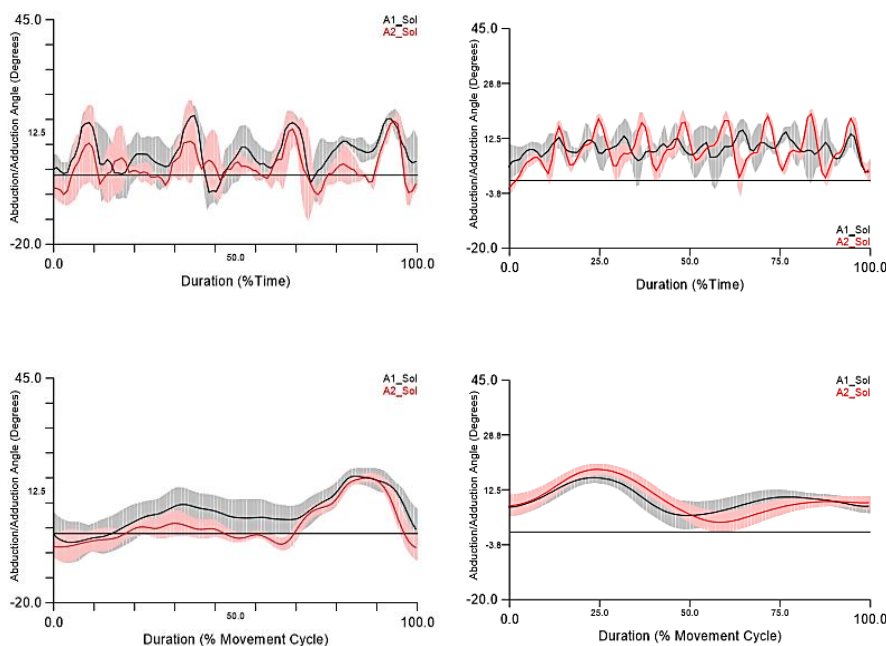 45.0
A1_Sol
A2_Sol
Abduction/Adduction Angle (Degrees)
12.5
-20.0
0.0
50.0
100.0
Duration (%Time)
45.0
28.8
Abduction/Adduction Angle (Degrees)
12.5
-3.8
A1_Sol
A2_Sol
-20.0
0.0
25.0
50.0
75.0
100.0
Duration (%Time)
45.0
A1_Sol
A2_Sol
Abduction/Adduction Angle (Degrees)
12.5
-20.0
0.0
50.0
100.0
Duration (% Movement Cycle)
45.0
A1_Sol
A2_Sol
28.8
Abduction/Adduction Angle (Degrees)
12.5
-3.8
-20.0
0.0
25.0
50.0
75.0
100.0
Duration (% Movement Cycle)